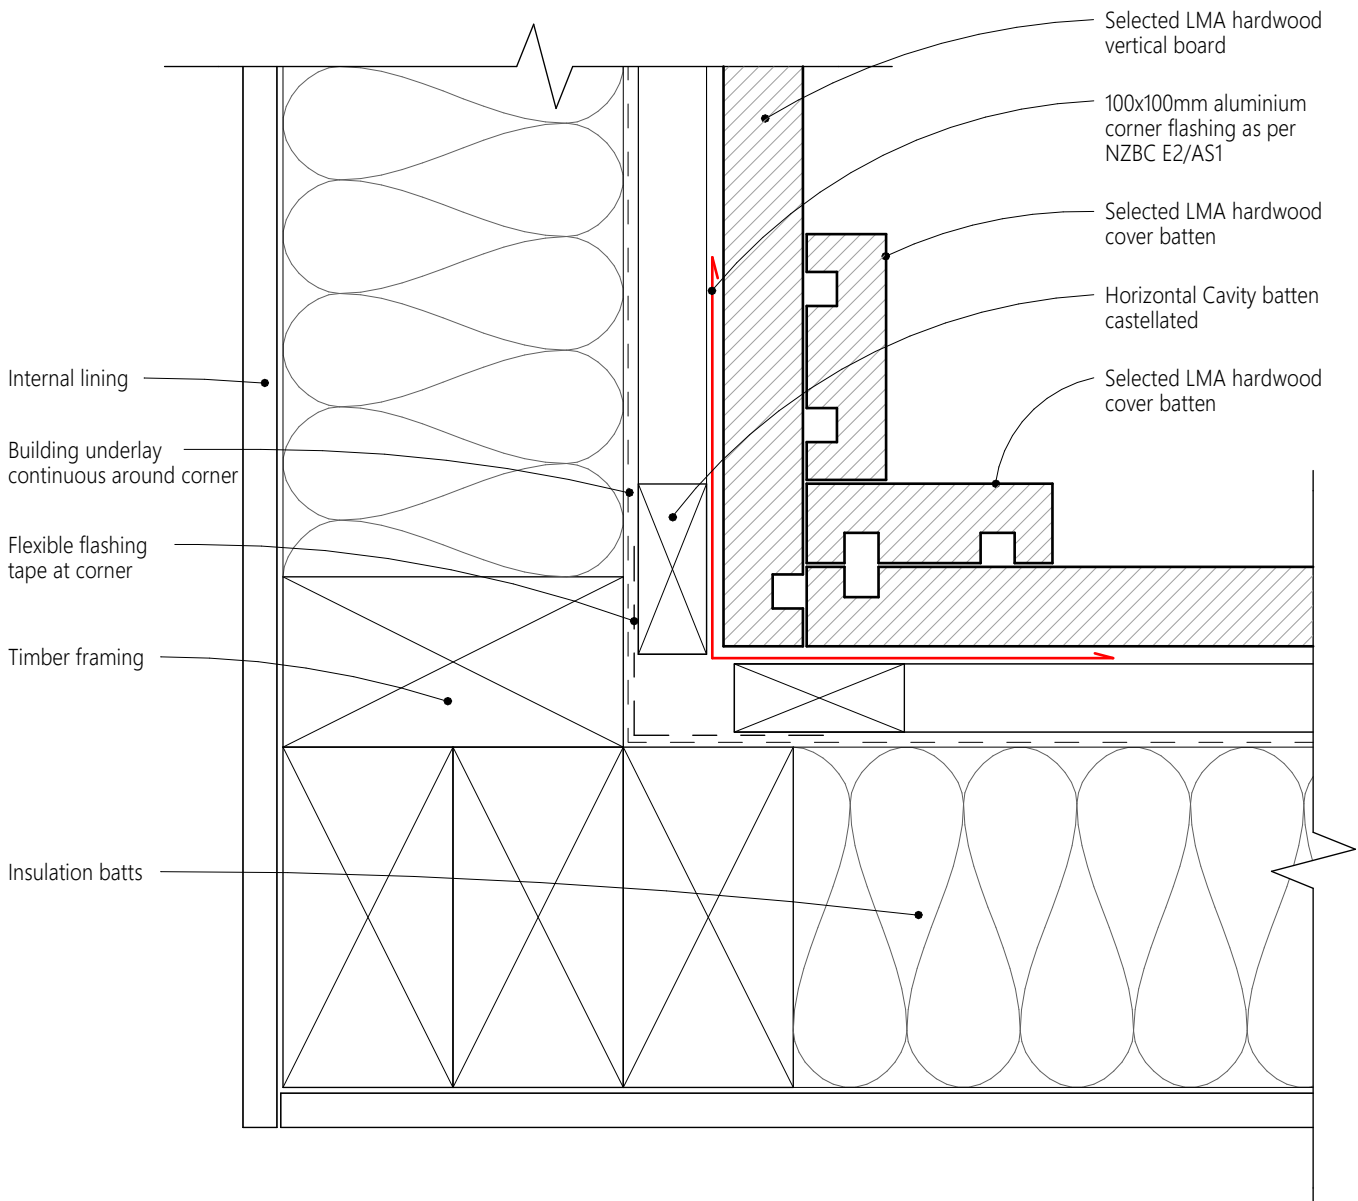 Selected LMA hardwood
vertical board
100x100mm aluminium
corner flashing as per
NZBC E2/AS1
Selected LMA hardwood
cover batten
Horizontal Cavity batten
castellated
Selected LMA hardwood
cover batten
Internal lining
Building underlay
continuous around corner
Flexible flashing
tape at corner
Timber framing
Insulation batts